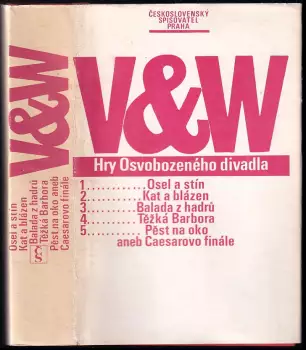 ČESKOSLOVENSKÝ
SPISOVATEL
PRAHA
V&W
Hry Osvobozeného divadla
1...........Osel a stín
2..........Kat a blázen
3.........Balada z hadrů
4........Těžká Barbora
5.......... Pěst na oko
aneb Caesarovo finále
V&W
Osel a stín
Kat a blázen
Balada z hadrů
Těžká Barbora
Pěst na oko aneb
Caesarovo finále